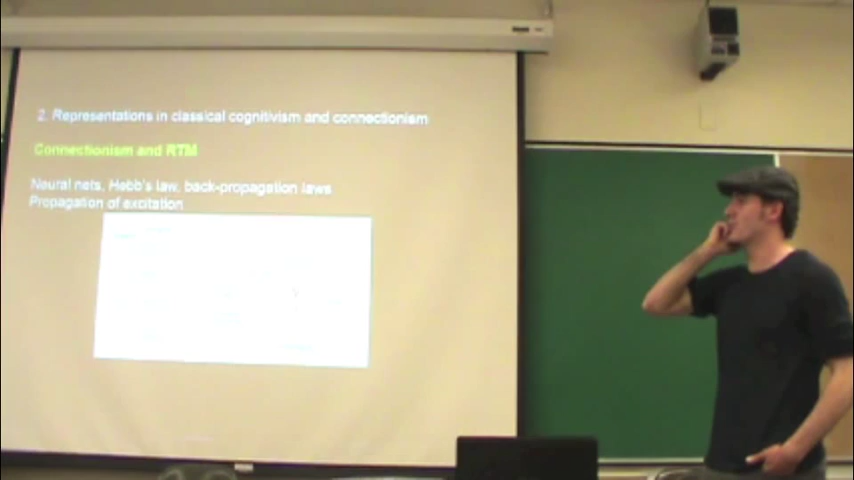 2. Representations in classical cognitivism and connectionism
Connectionism and RTM
Neural nets, Hebb's law, back-propagation laws
Propagation of excitation